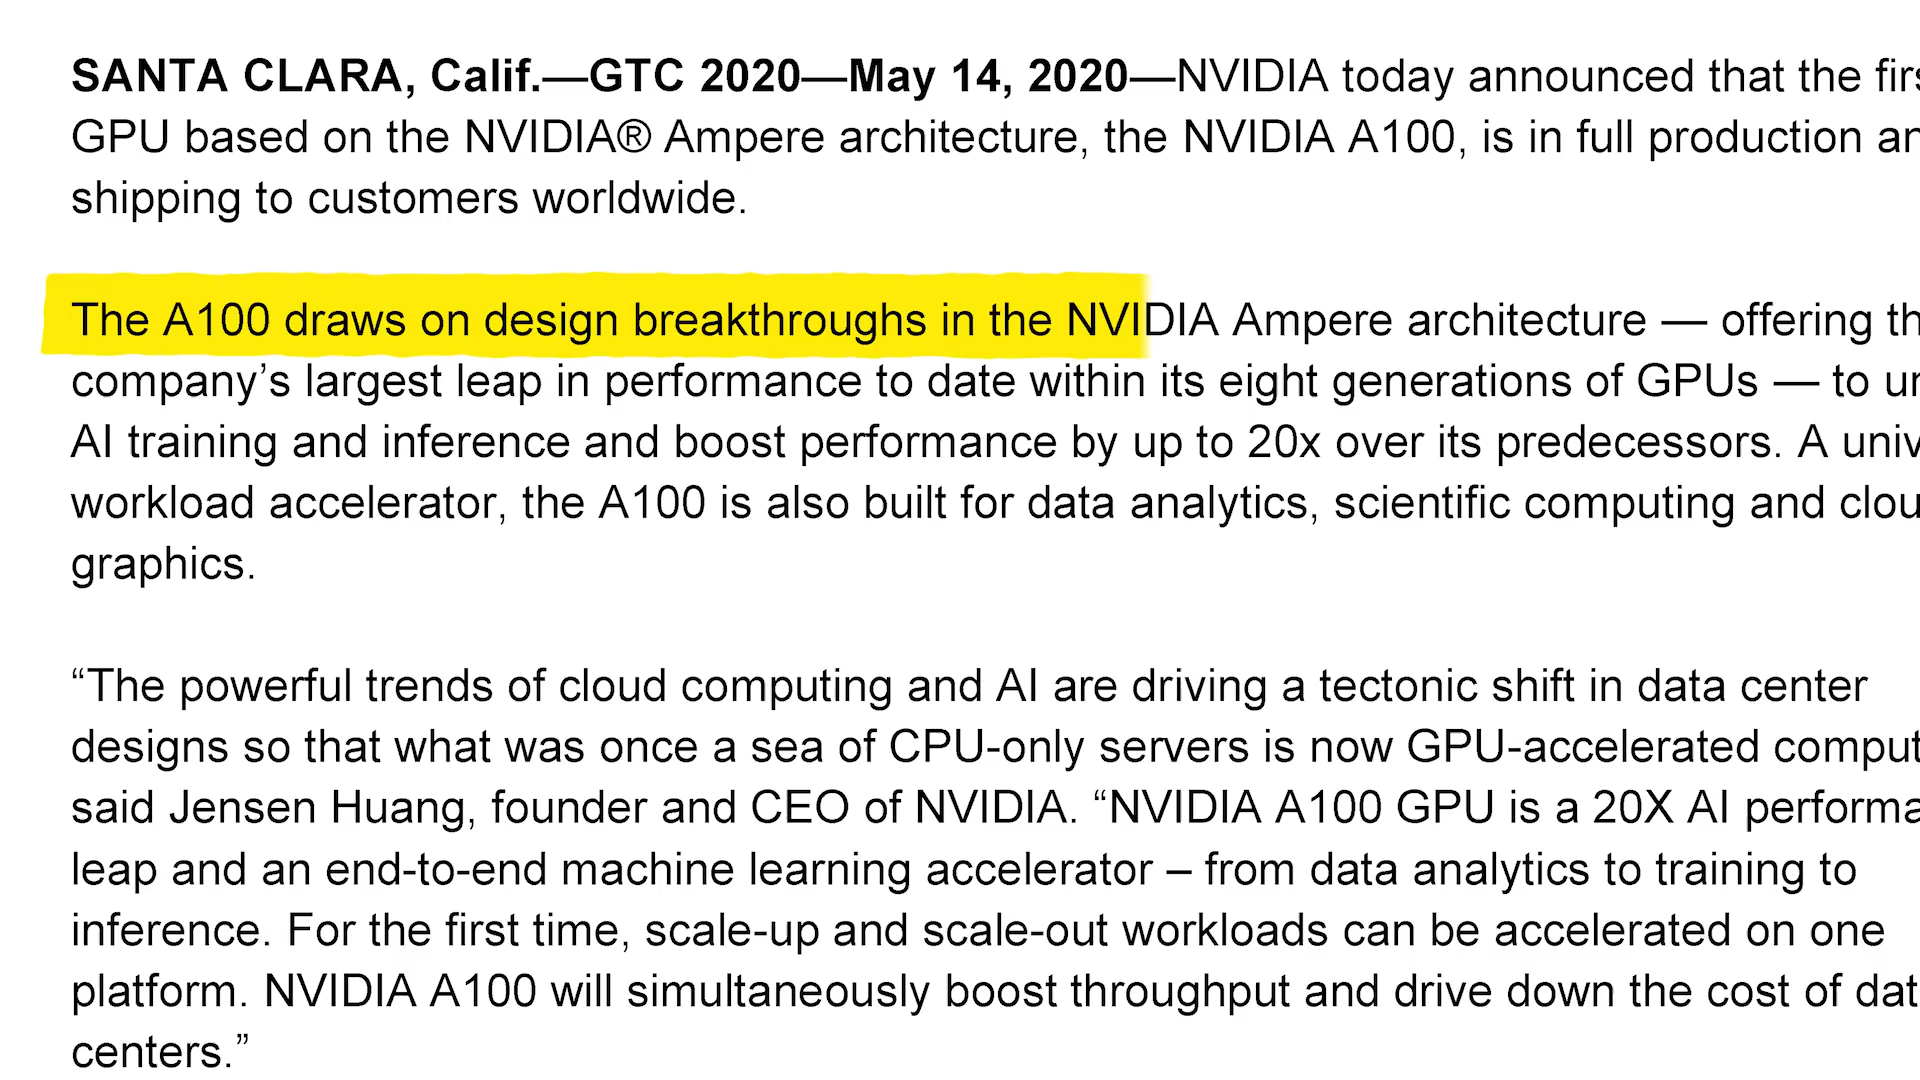 SANTA CLARA, Calif.—GTC 2020—May 14, 2020—NVIDIA today announced that the
GPU based on the NVIDIA® Ampere architecture, the NVIDIA A100, is in full production
shipping to customers worldwide.
The A100 draws on design breakthroughs in the NVIDIA Ampere architecture — offering
company’s largest leap in performance to date within its eight generations of GPUs — to
AI training and inference and boost performance by up to 20x over its predecessors. A
workload accelerator, the A100 is also built for data analytics, scientific computing and
graphics.
“The powerful trends of cloud computing and AI are driving a tectonic shift in data center
designs so that what was once a sea of CPU-only servers is now GPU-accelerated
said Jensen Huang, founder and CEO of NVIDIA. “NVIDIA A100 GPU is a 20X AI
leap and an end-to-end machine learning accelerator – from data analytics to training to
inference. For the first time, scale-up and scale-out workloads can be accelerated on one
platform. NVIDIA A100 will simultaneously boost throughput and drive down the cost of
centers.”